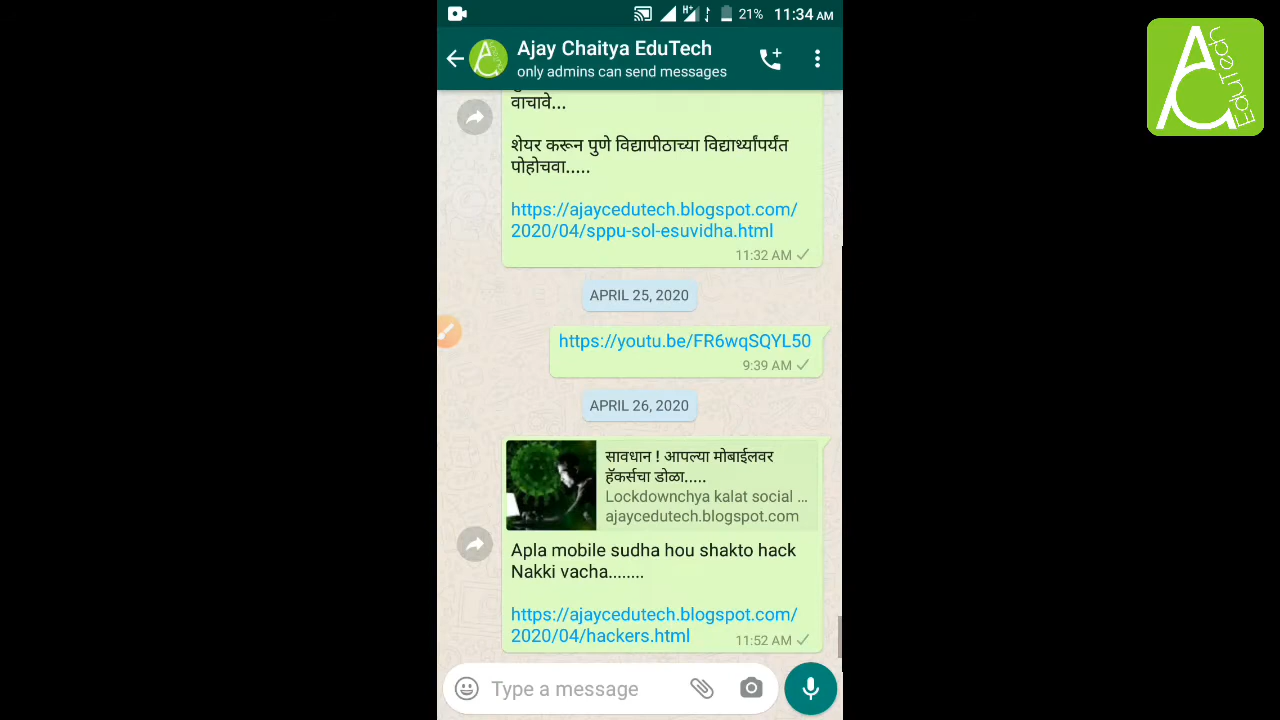 21% 11:34 AM
Ajay Chaitya EduTech
only admins can send messages
वाचावे...
शेयर करून पुणे विद्यापीठाच्या विद्यार्थ्यांपर्यंत
पोहोचवा.....
https://ajaycedutech.blogspot.com/
2020/04/sppu-sol-esuvidha.html
11:32 AM
APRIL 25, 2020
https://youtu.be/FR6wqSQYL50
9:39 AM
APRIL 26, 2020
सावधान ! आपल्या मोबाईलवर
हॅकर्सचा डोळा.....
Lockdownchya kalat social ...
ajaycedutech.blogspot.com
Apla mobile sudha hou shakto hack
Nakki vacha........
https://ajaycedutech.blogspot.com/
2020/04/hackers.html
11:52 AM
Type a message
EduTech